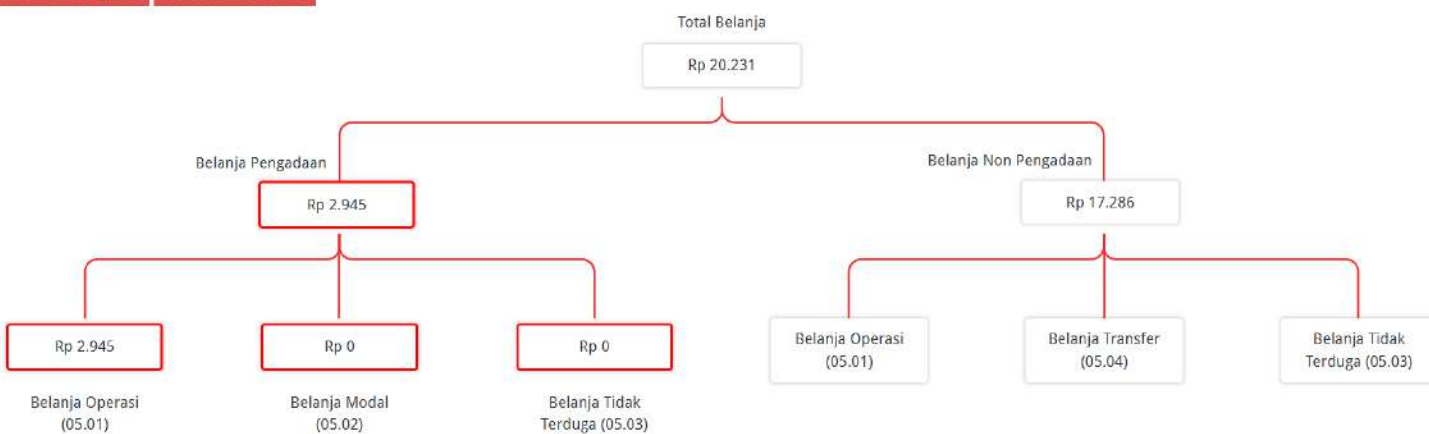 Total Belanja
Rp 20.231
Belanja Pengadaan
Rp 2.945
Belanja Non Pengadaan
Rp 17.286
Rp 2.945
Belanja Operasi
(05.01)
Rp 0
Belanja Modal
(05.02)
Rp 0
Belanja Tidak
Terduga (05.03)
Belanja Operasi
(05.01)
Belanja Transfer
(05.04)
Belanja Tidak
Terduga (05.03)